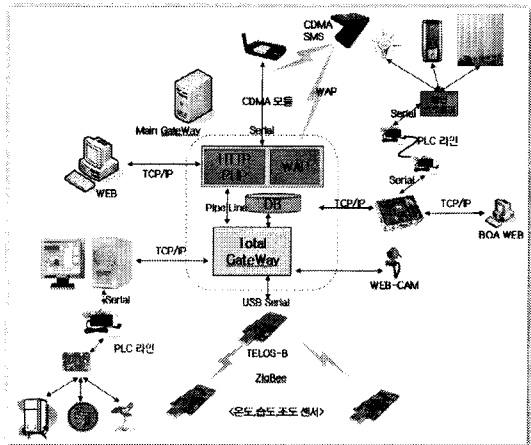 CDMA
SMS
CDMA 모듈
WAP
Main GateWay
Serial
Serial
PLC 라인
HTTP
PHP
WAP
WEB
TCP/IP
Serial
DB
Pipe Line
TCP/IP
TCP/IP
BOA WEB
Total
GateWay
TCP/IP
WEB-CAM
Serial
USB Serial
PLC 라인
TELOS-B
ZigBee
<온도,습도,조도 센서>